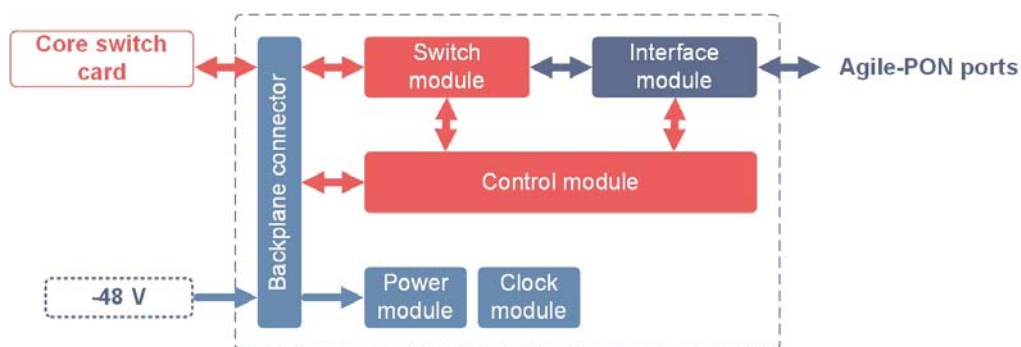 Core switch
card
Backplane connector
Switch
module
Interface
module
Agile-PON ports
Control module
-48 V
Power
module
Clock
module